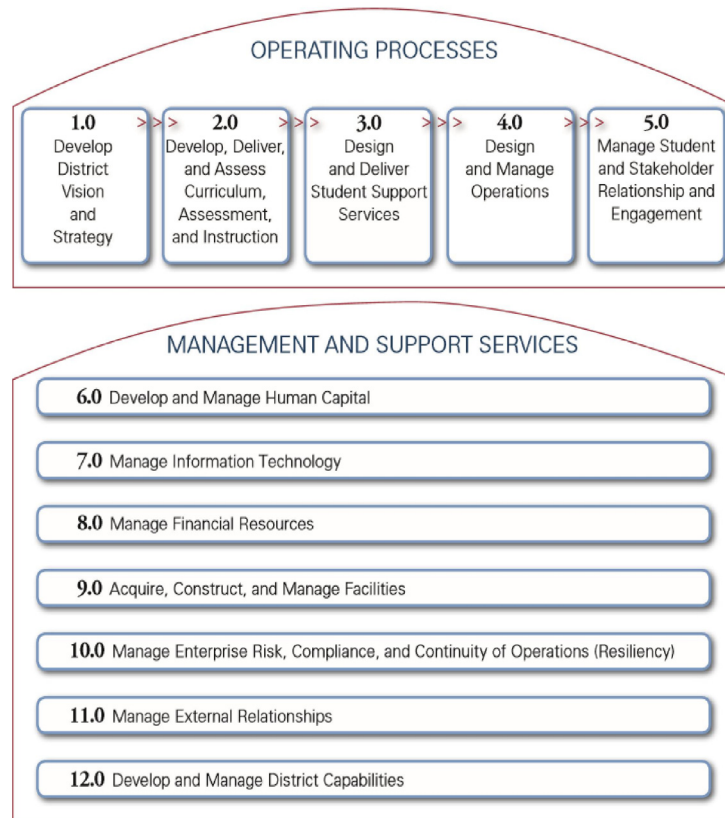 OPERATING PROCESSES
1.0
Develop
District
Vision
and
Strategy
>>>
2.0
Develop, Deliver,
and Assess
Curriculum,
Assessment,
and Instruction
>>>
3.0
Design
and Deliver
Student Support
Services
>>>
4.0
Design
and Manage
Operations
>>>
5.0
Manage Student
and Stakeholder
Relationship and
Engagement
MANAGEMENT AND SUPPORT SERVICES
6.0 Develop and Manage Human Capital
7.0 Manage Information Technology
8.0 Manage Financial Resources
9.0 Acquire, Construct, and Manage Facilities
10.0 Manage Enterprise Risk, Compliance, and Continuity of Operations (Resiliency)
11.0 Manage External Relationships
12.0 Develop and Manage District Capabilities